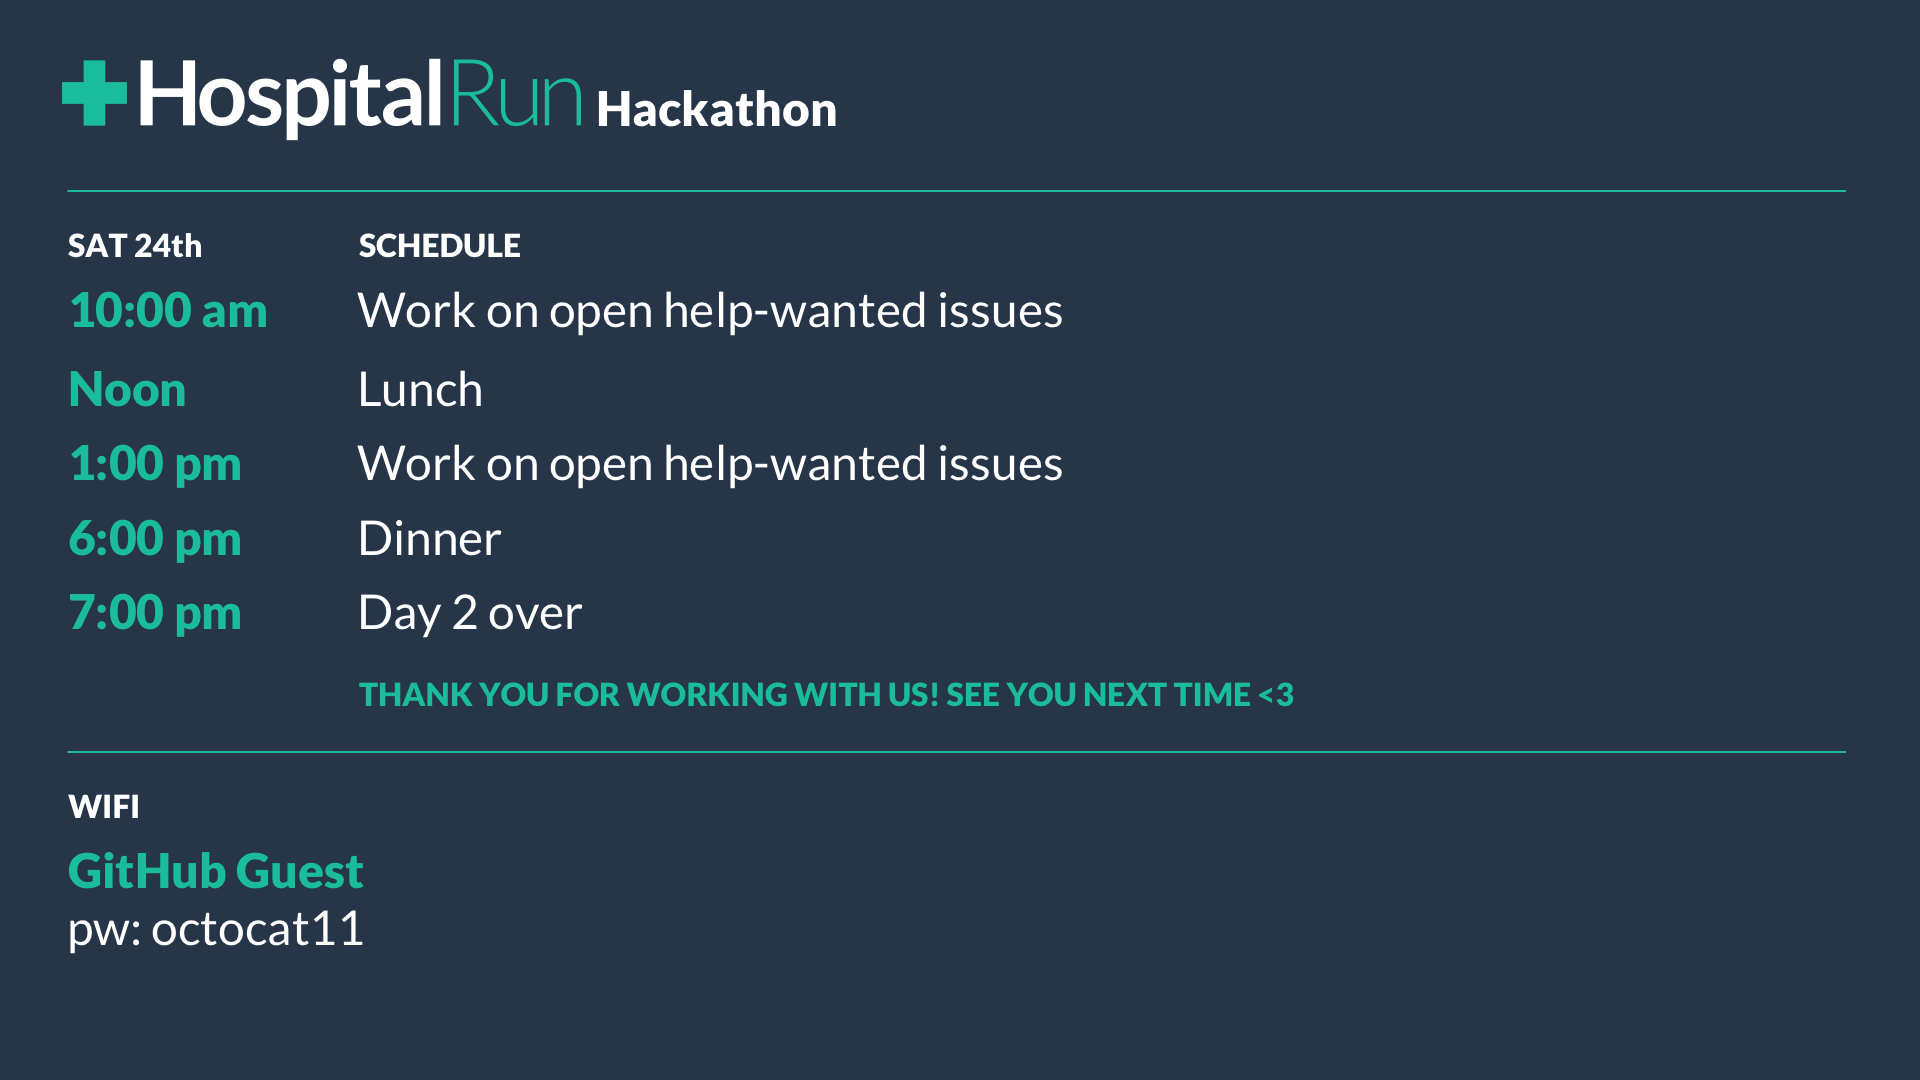 HospitalRun Hackathon
SAT 24th SCHEDULE
10:00 am Work on open help-wanted issues
Noon Lunch
1:00 pm Work on open help-wanted issues
6:00 pm Dinner
7:00 pm Day 2 over
THANK YOU FOR WORKING WITH US! SEE YOU NEXT TIME <3
WIFI
GitHub Guest
pw: octocat11